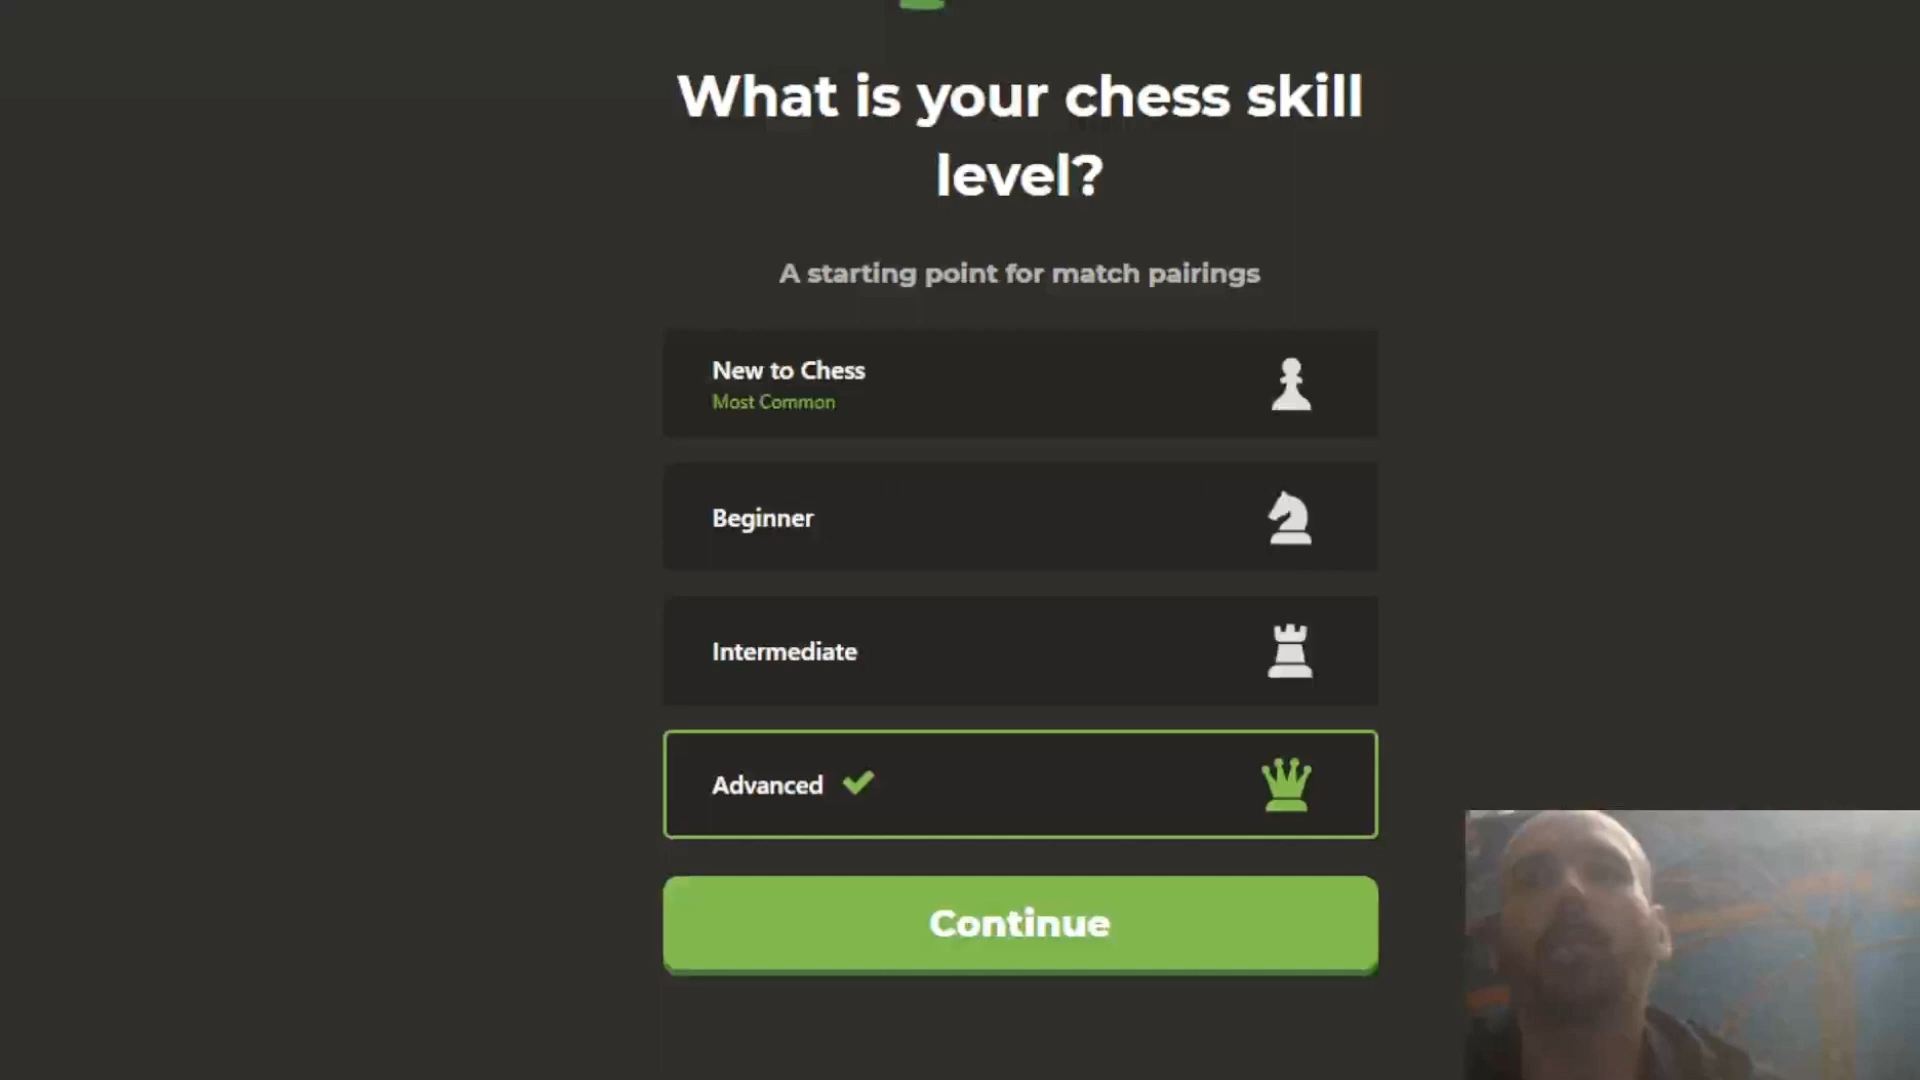 What is your chess skill
level?
A starting point for match pairings
New to Chess
Most Common
Beginner
Intermediate
Advanced
Continue